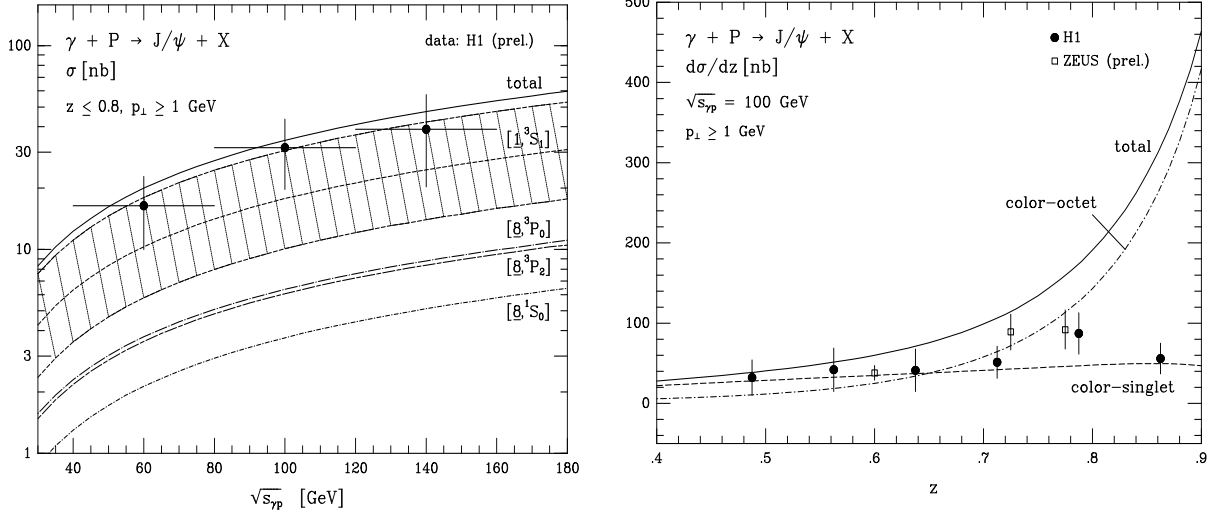 γ + P → J/ψ + X
data: H1 (prel.)
σ [nb]
total
z ≤ 0.8, p⊥ ≥ 1 GeV
[1,³S₁]
[8,³P₀]
[8,³P₂]
[8,¹S₀]
100
30
10
3
1
40 60 80 100 120 140 160 180
√sγp [GeV]
γ + P → J/ψ + X
H1
dσ/dz [nb]
ZEUS (prel.)
√sγp = 100 GeV
p⊥ ≥ 1 GeV
total
color-octet
color-singlet
500
400
300
200
100
0
.4 .5 .6 .7 .8 .9
z